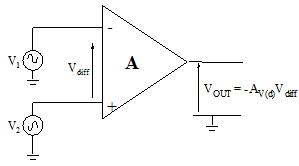 V1
-
Vdiff
A
VOUT = -AV(d)Vdiff
+
V2